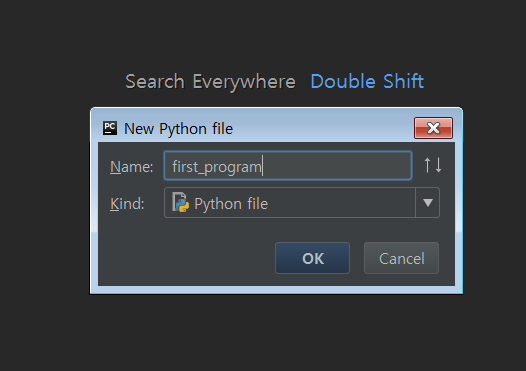 Search Everywhere Double Shift
PC New Python file
Name: first_program
Kind: Python file
OK Cancel